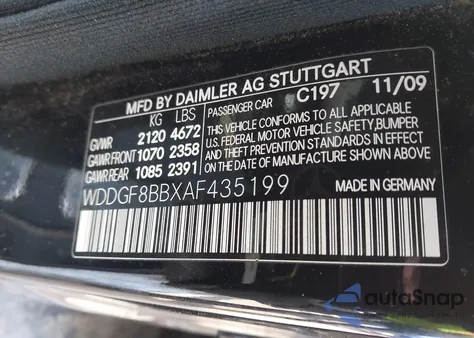 MFD BY DAIMLER AG STUTTGART
KG LBS PASSENGER CAR C197 11/09
GVWR 2120 4672 THIS VEHICLE CONFORMS TO ALL APPLICABLE
GAWR FRONT 1070 2358 U.S. FEDERAL MOTOR VEHICLE SAFETY,BUMPER
GAWR REAR 1085 2391 AND THEFT PREVENTION STANDARDS IN EFFECT
ON THE DATE OF MANUFACTURE SHOWN ABOVE.
WDDGF8BBXAF435199 MADE IN GERMANY
autoSnap